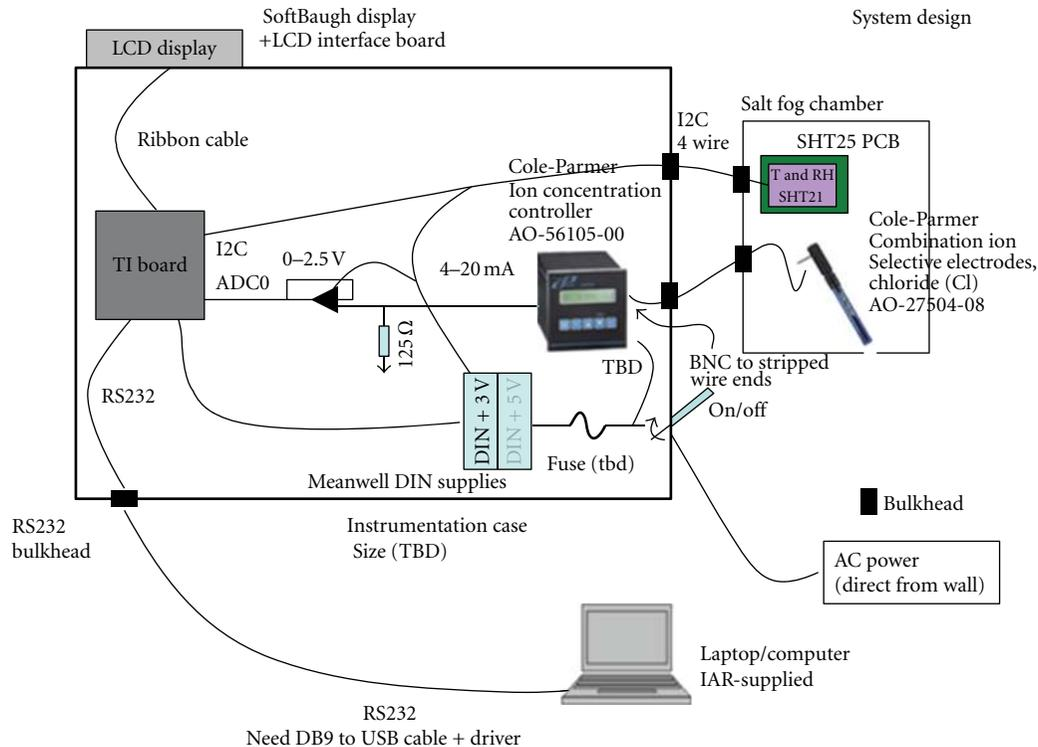 SoftBaugh display
+LCD interface board
System design
LCD display
Ribbon cable
I2C
4 wire
Salt fog chamber
SHT25 PCB
T and RH
SHT21
Cole-Parmer
Ion concentration
controller
AO-56105-00
Cole-Parmer
Combination ion
Selective electrodes,
chloride (Cl)
AO-27504-08
TI board
I2C
ADC0
0–2.5 V
4–20 mA
125 Ω
RS232
TBD
BNC to stripped
wire ends
On/off
DIN + 3 V
DIN + 5 V
Fuse (tbd)
Meanwell DIN supplies
RS232
bulkhead
Instrumentation case
Size (TBD)
Bulkhead
AC power
(direct from wall)
Laptop/computer
IAR-supplied
RS232
Need DB9 to USB cable + driver